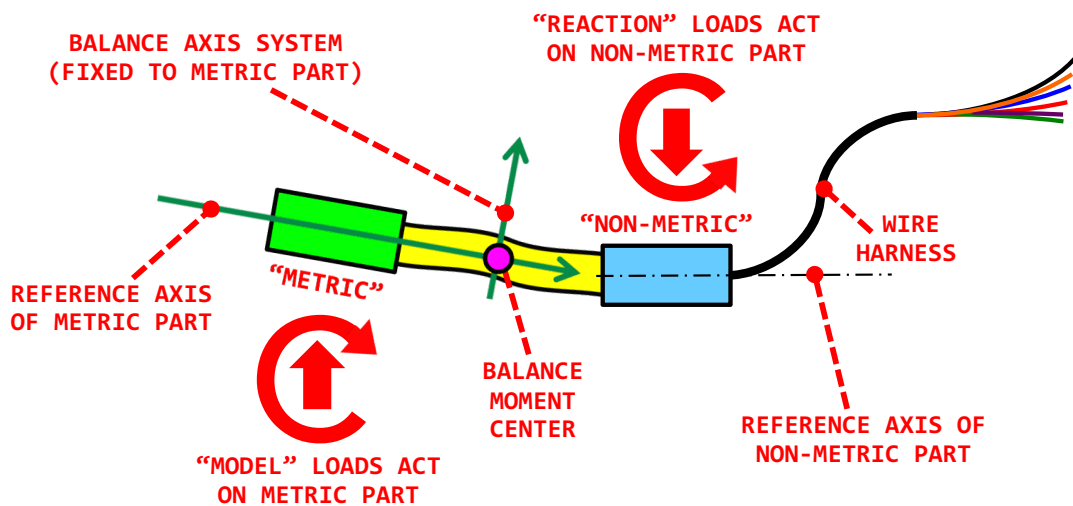 BALANCE AXIS SYSTEM
(FIXED TO METRIC PART)
“REACTION” LOADS ACT
ON NON-METRIC PART
“NON-METRIC”
WIRE
HARNESS
“METRIC”
REFERENCE AXIS
OF METRIC PART
BALANCE
MOMENT
CENTER
REFERENCE AXIS OF
NON-METRIC PART
“MODEL” LOADS ACT
ON METRIC PART